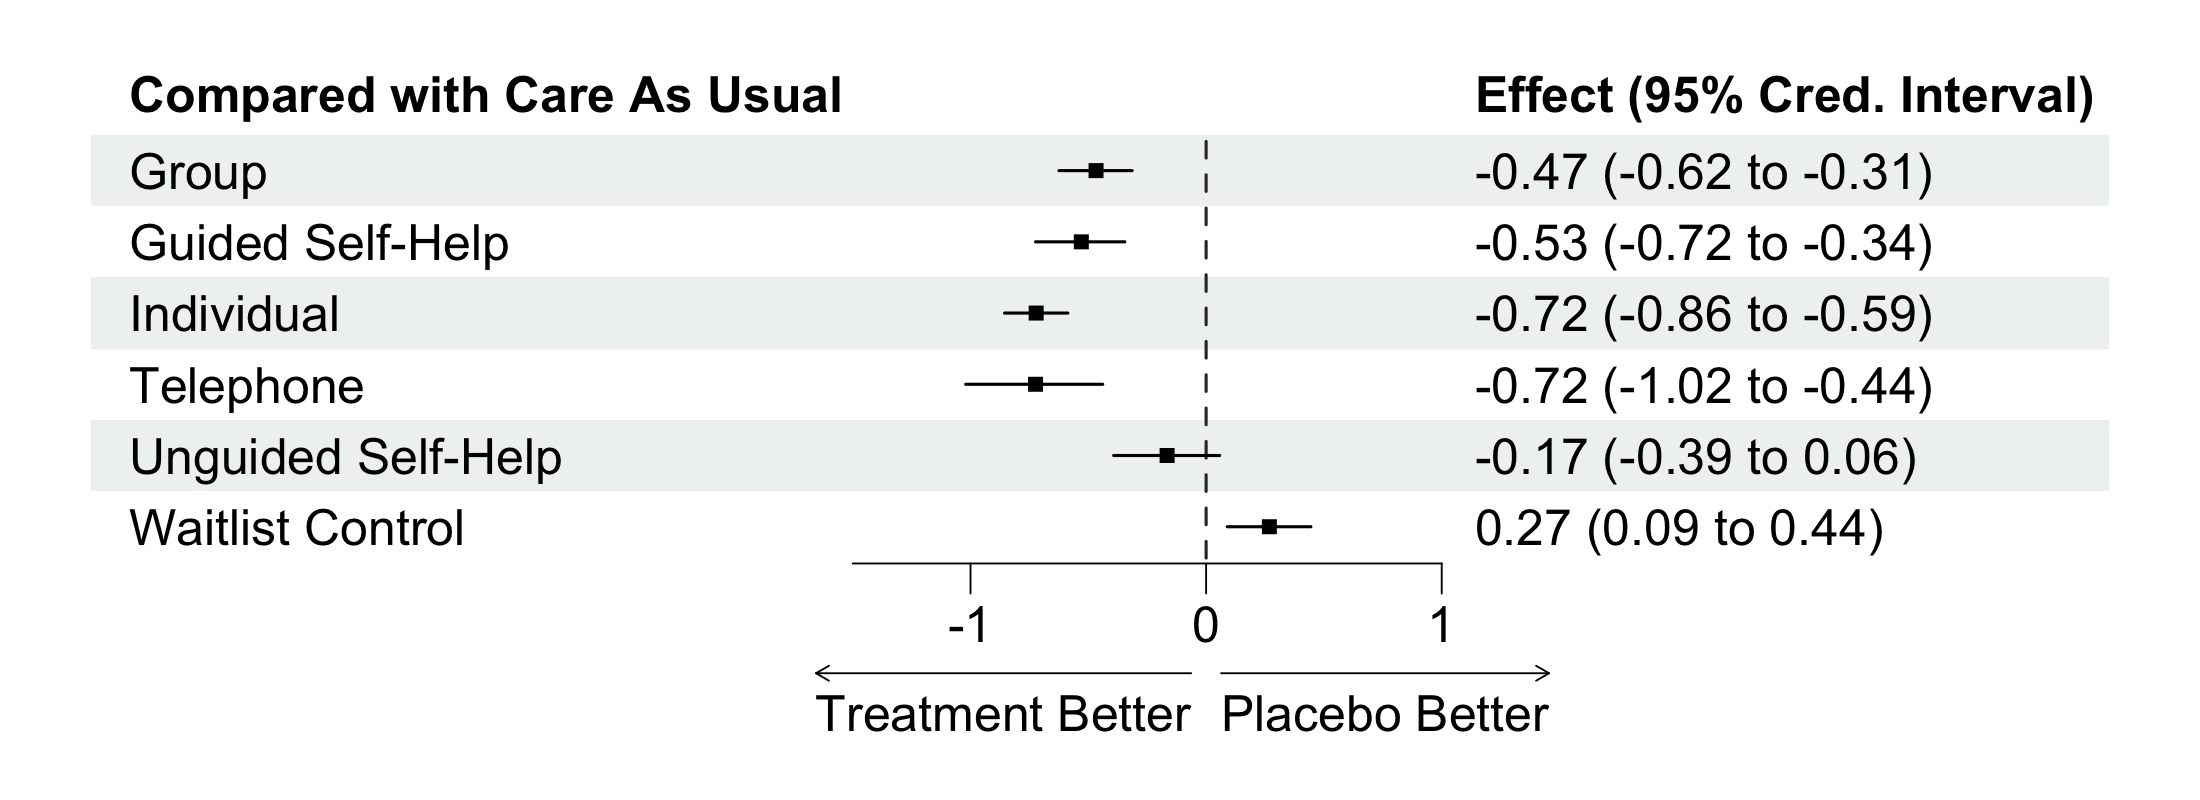 Compared with Care As Usual Effect (95% Cred. Interval)
Group -0.47 (-0.62 to -0.31)
Guided Self-Help -0.53 (-0.72 to -0.34)
Individual -0.72 (-0.86 to -0.59)
Telephone -0.72 (-1.02 to -0.44)
Unguided Self-Help -0.17 (-0.39 to 0.06)
Waitlist Control 0.27 (0.09 to 0.44)
-1 0 1
Treatment Better Placebo Better